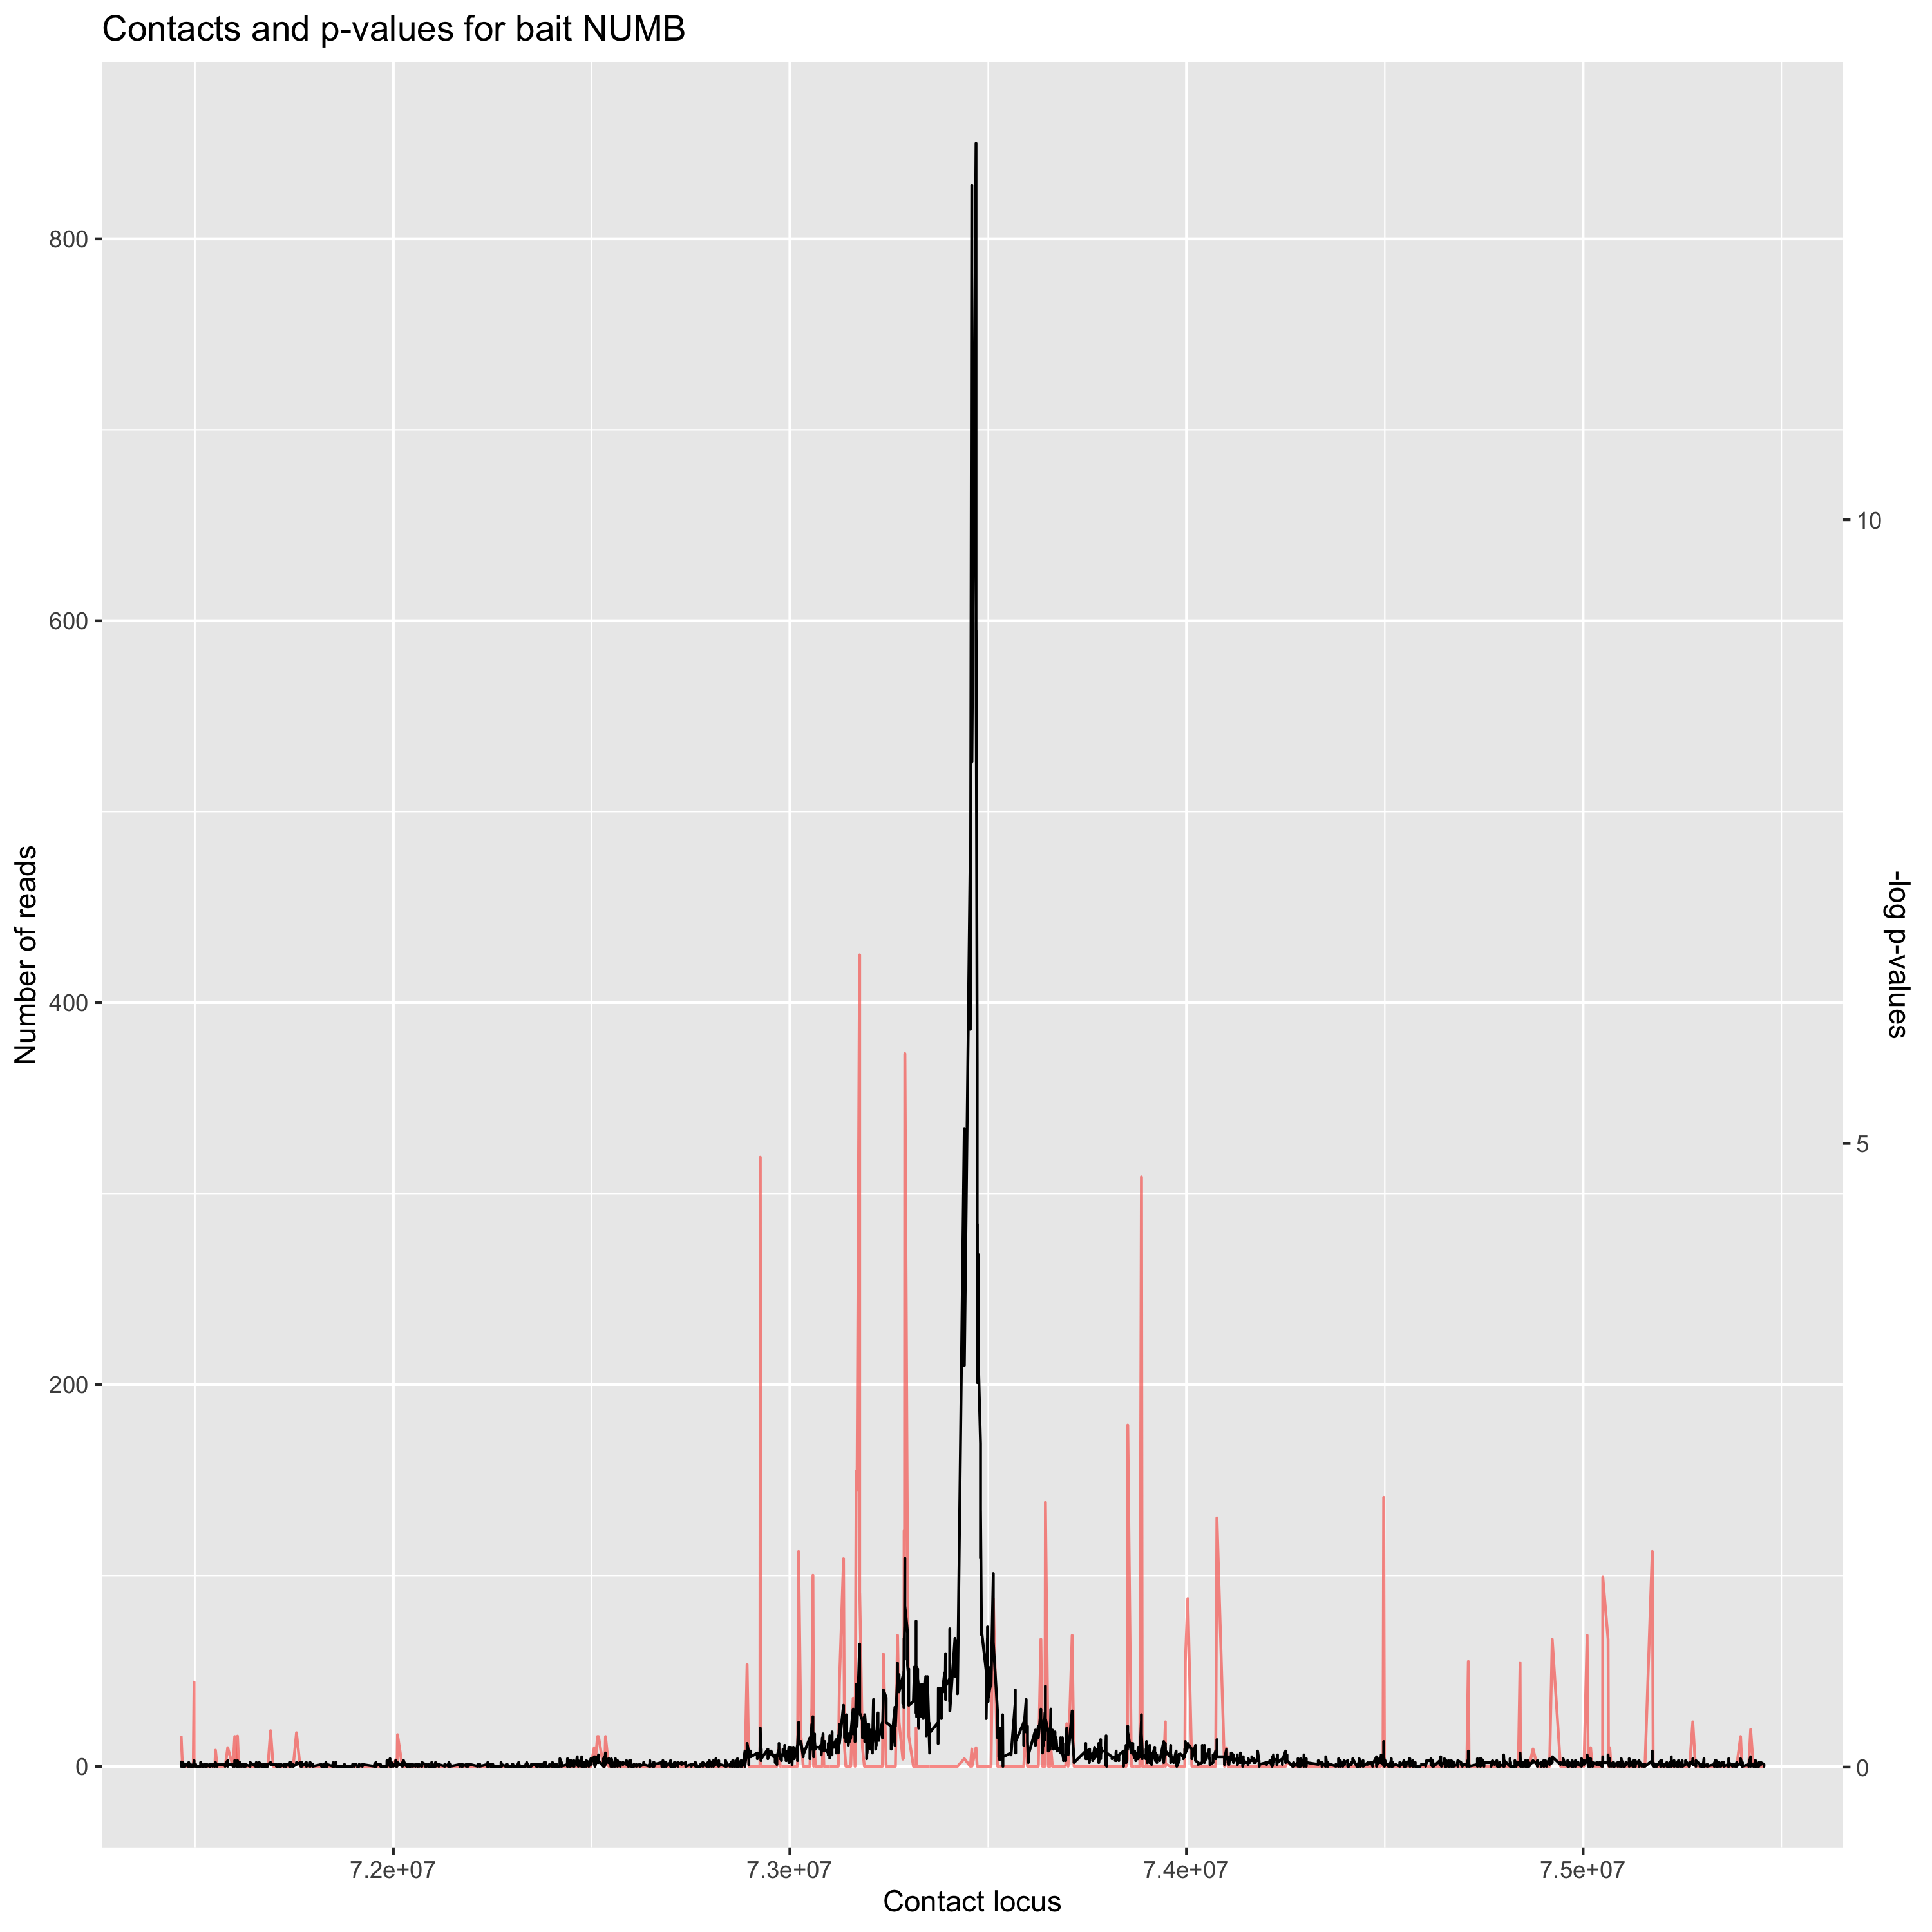 Contacts and p-values for bait NUMB
800
600
400
200
0
Number of reads
10
5
0
-log p-values
7.2e+07
7.3e+07
7.4e+07
7.5e+07
Contact locus